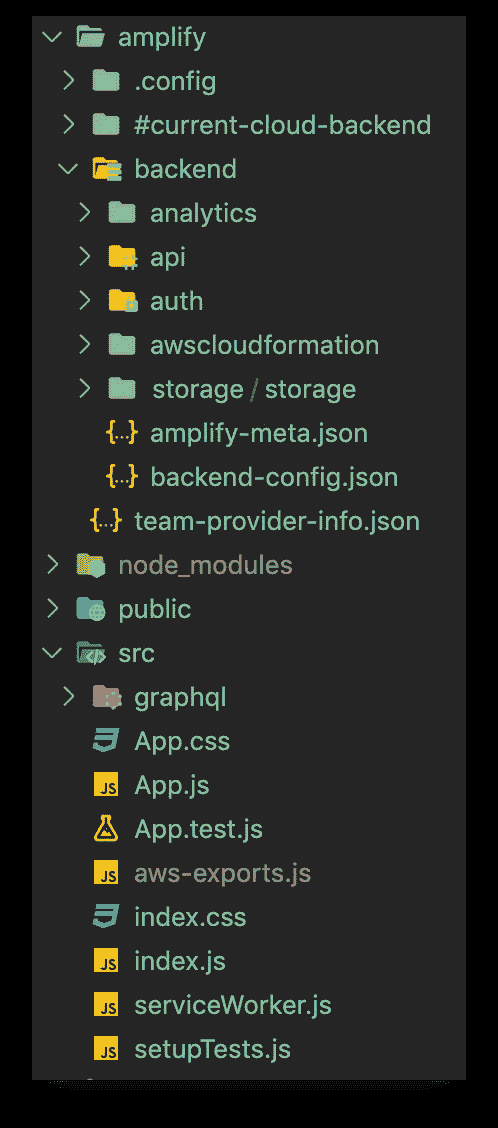 amplify
.config
#current-cloud-backend
backend
analytics
api
auth
awscloudformation
storage / storage
{...} amplify-meta.json
{...} backend-config.json
{...} team-provider-info.json
node_modules
public
src
graphql
App.css
JS App.js
App.test.js
JS aws-exports.js
index.css
JS index.js
JS serviceWorker.js
JS setupTests.js